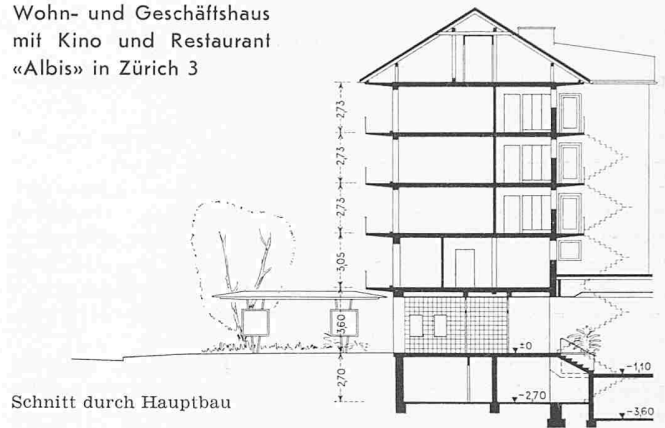 Wohn- und Geschäftshaus
mit Kino und Restaurant
«Albis» in Zürich 3
2,73
2,73
2,73
3,05
3,60
±0
-1,10
2,70
-2,70
-3,60
Schnitt durch Hauptbau